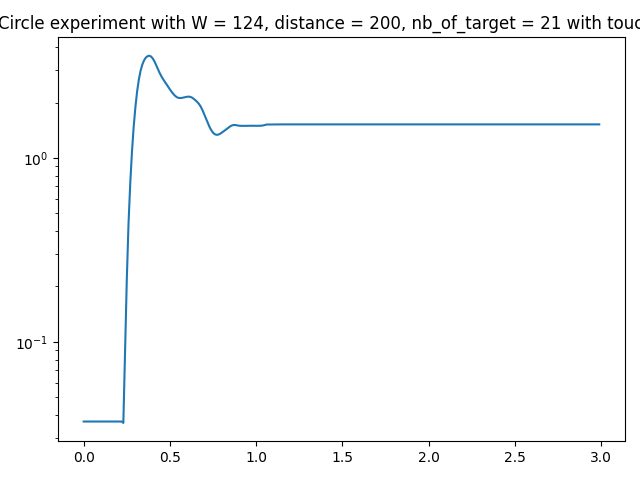 Circle experiment with W = 124, distance = 200, nb_of_target = 21 with touc
10⁰
10⁻¹
0.0 0.5 1.0 1.5 2.0 2.5 3.0